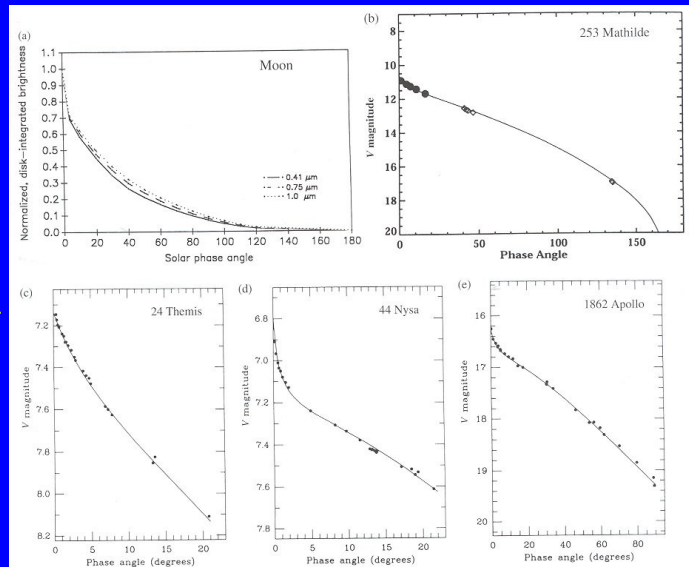 (a)
Moon
Normalized, disk-integrated brightness
1.1
1.0
0.9
0.8
0.7
0.6
0.5
0.4
0.3
0.2
0.1
0.0
0.41 µm
0.75 µm
1.0 µm
0 20 40 60 80 100 120 140 160 180
Solar phase angle
(b)
253 Mathilde
V magnitude
8
10
12
14
16
18
20
0 50 100 150
Phase Angle
(c)
24 Themis
V magnitude
7.2
7.4
7.6
7.8
8.0
8.2
0 5 10 15 20
Phase angle (degrees)
(d)
44 Nysa
V magnitude
6.8
7.0
7.2
7.4
7.6
7.8
0 5 10 15 20
Phase angle (degrees)
(e)
1862 Apollo
V magnitude
16
17
18
19
20
0 20 40 60 80
Phase angle (degrees)